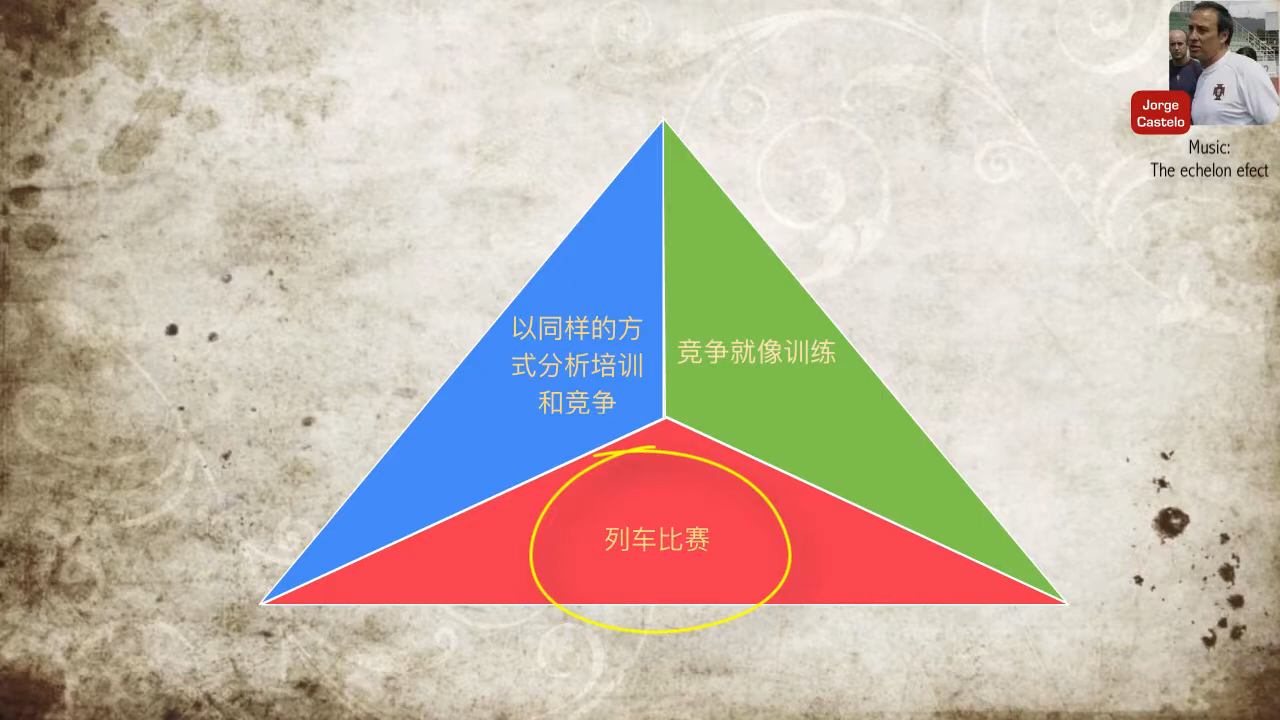 Jorge
Castelo
Music:
The echelon efect
以同样的方
式分析培训
和竞争
竞争就像训练
列车比赛